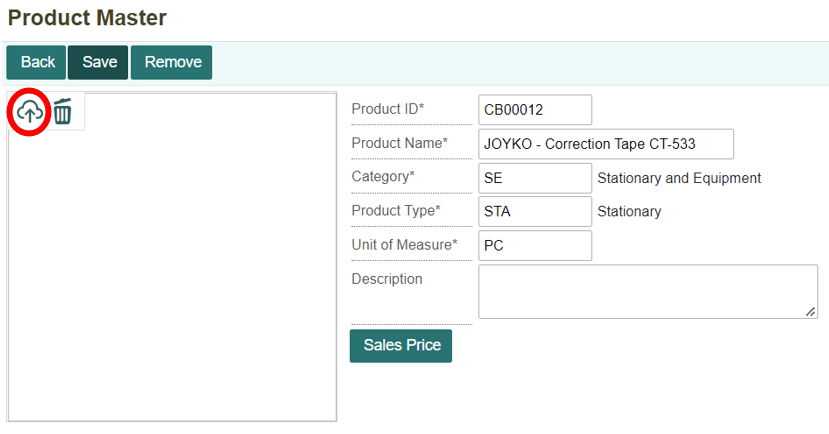 Product Master
Back Save Remove
Product ID* CB00012
Product Name* JOYKO - Correction Tape CT-533
Category* SE Stationary and Equipment
Product Type* STA Stationary
Unit of Measure* PC
Description
Sales Price